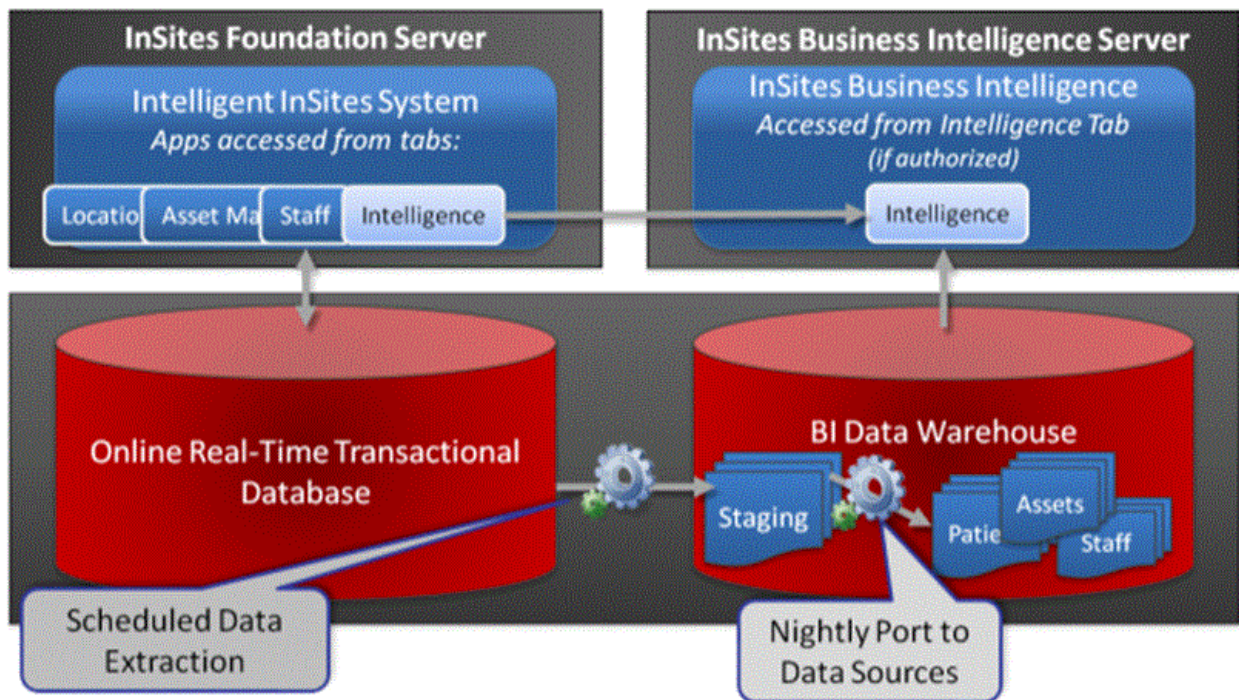 InSites Foundation Server
Intelligent InSites System
Apps accessed from tabs:
Locatio
Asset Ma
Staff
Intelligence
InSites Business Intelligence Server
InSites Business Intelligence
Accessed from Intelligence Tab
(if authorized)
Intelligence
Online Real-Time Transactional
Database
BI Data Warehouse
Staging
Patie
Assets
Staff
Scheduled Data
Extraction
Nightly Port to
Data Sources